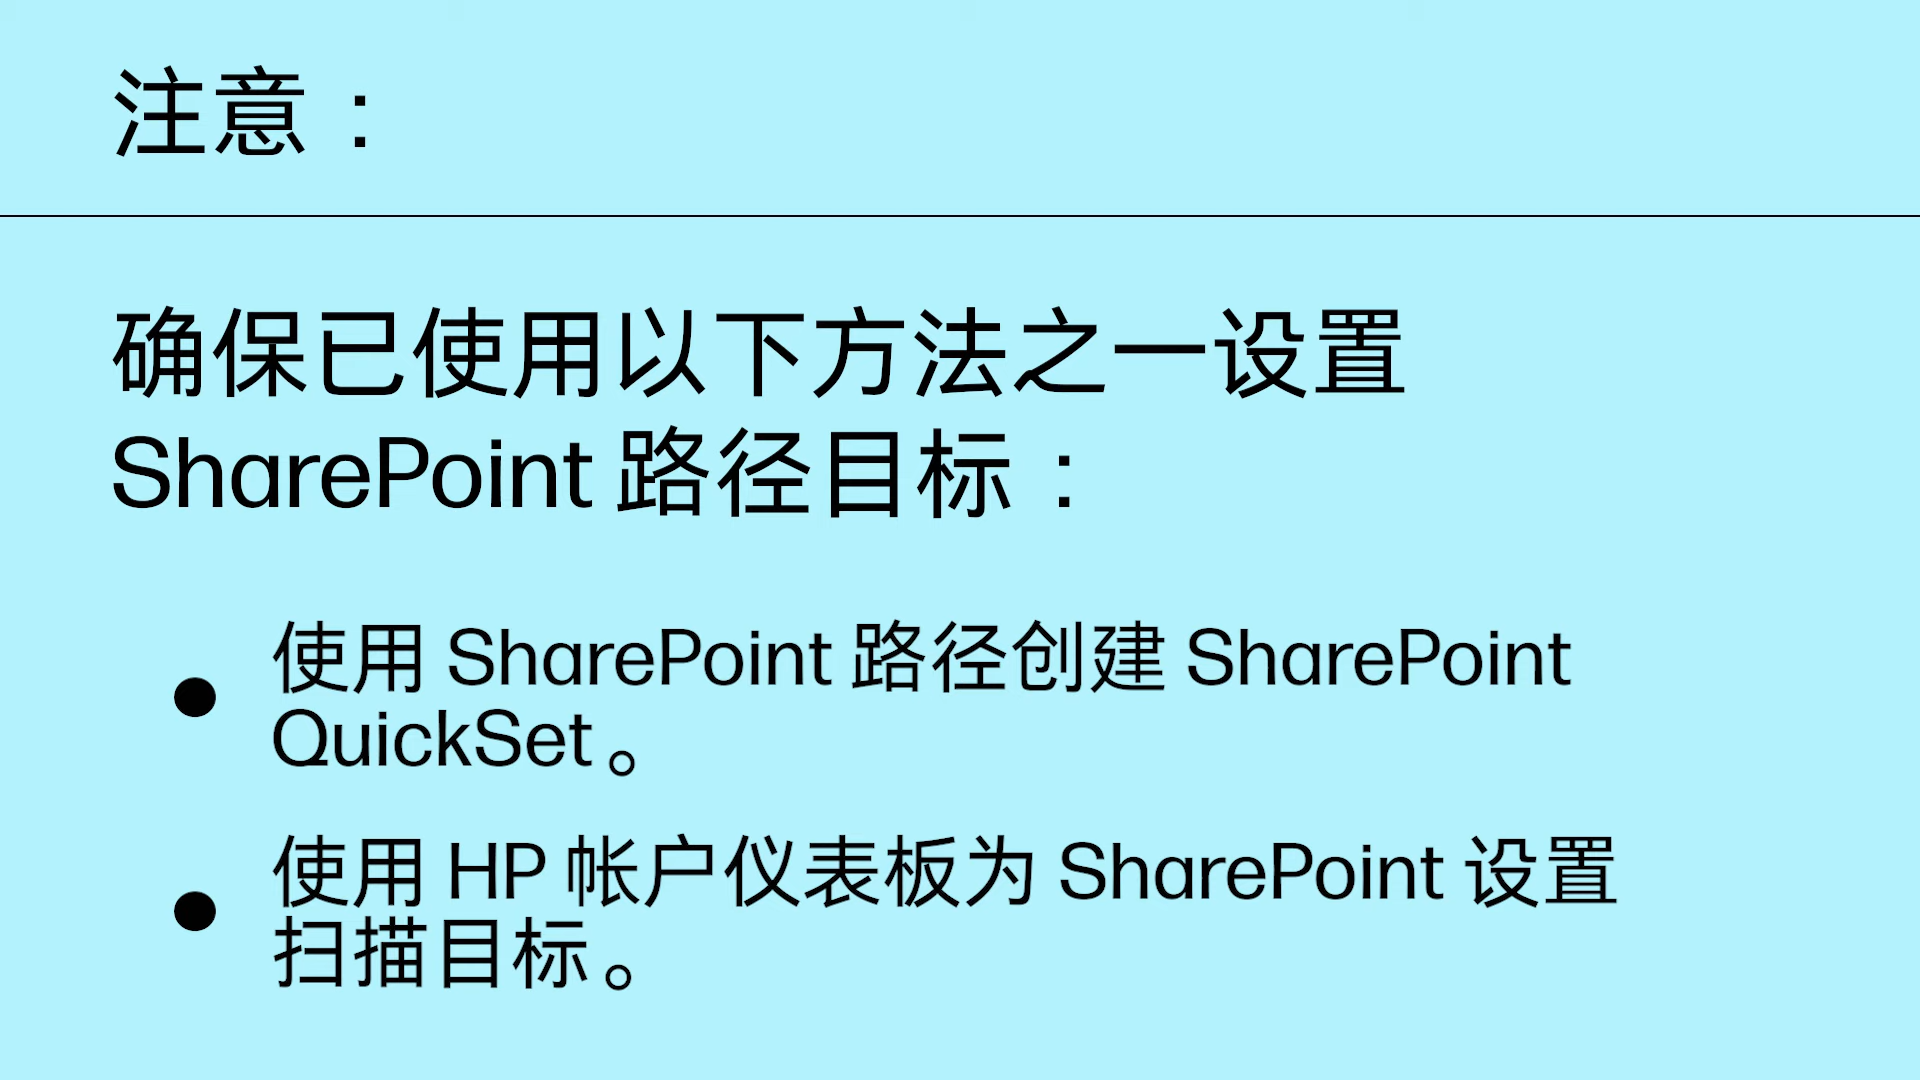 注意：
确保已使用以下方法之一设置
SharePoint 路径目标：
● 使用 SharePoint 路径创建 SharePoint
QuickSet。
● 使用 HP 帐户仪表板为 SharePoint 设置
扫描目标。